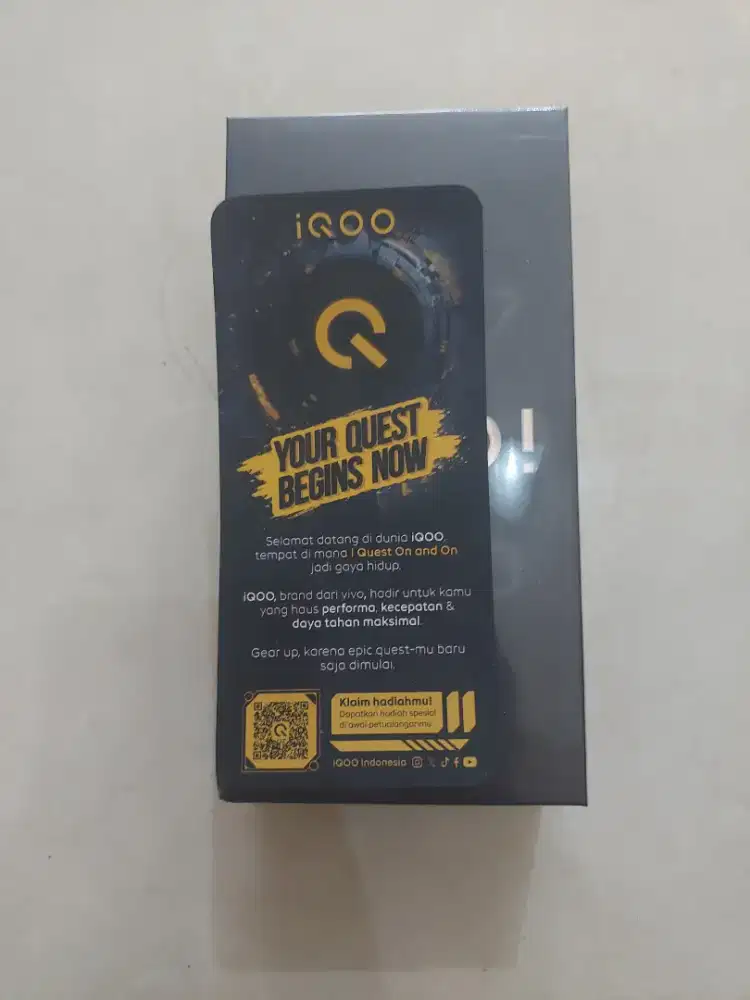 iQOO
YOUR QUEST
BEGINS NOW
!
Selamat datang di dunia iQOO,
tempat di mana I Quest On and On
jadi gaya hidup.
iQOO, brand dari vivo, hadir untuk kamu
yang haus performa, kecepatan &
daya tahan maksimal.
Gear up, karena epic quest-mu baru
saja dimulai.
Klaim hadiahmu!
Dapatkan hadiah spesial
di awal petualanganmu
iQOO Indonesia